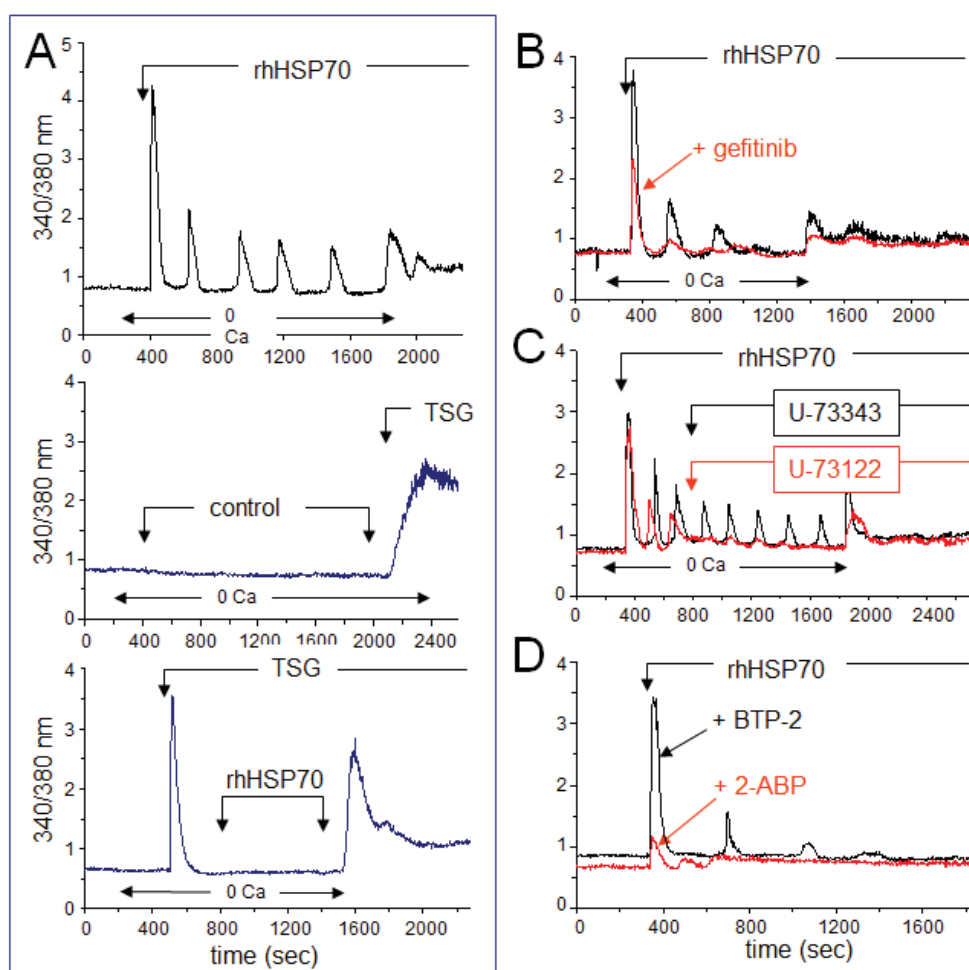 A
5
4
3
2
1
0
340/380 nm
rhHSP70
0
Ca
0 400 800 1200 1600 2000
4
3
2
1
0
TSG
control
0 Ca
0 400 800 1200 1600 2000 2400
4
3
2
1
0
340/380 nm
TSG
rhHSP70
0 Ca
0 400 800 1200 1600 2000
time (sec)
B
4
3
2
1
0
rhHSP70
+ gefitinib
0 Ca
0 400 800 1200 1600 2000
C
4
3
2
1
0
rhHSP70
U-73343
U-73122
0 Ca
0 400 800 1200 1600 2000 2400
D
4
3
2
1
0
rhHSP70
+ BTP-2
+ 2-ABP
0 400 800 1200 1600
time (sec)